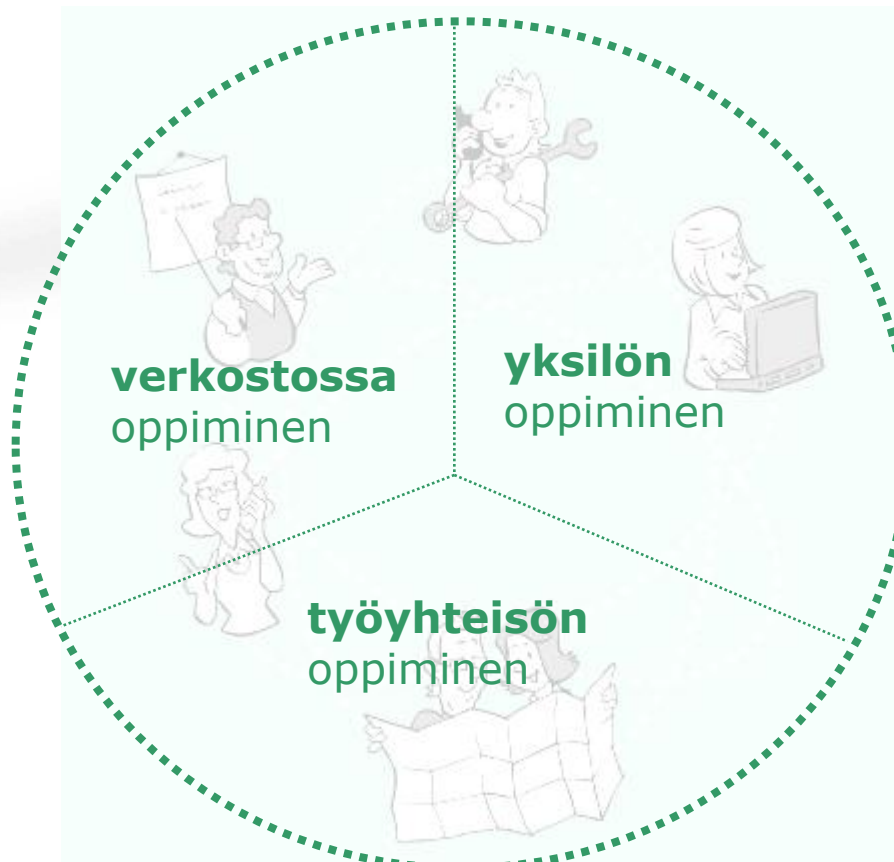 verkostossa
oppiminen
yksilön
oppiminen
työyhteisön
oppiminen